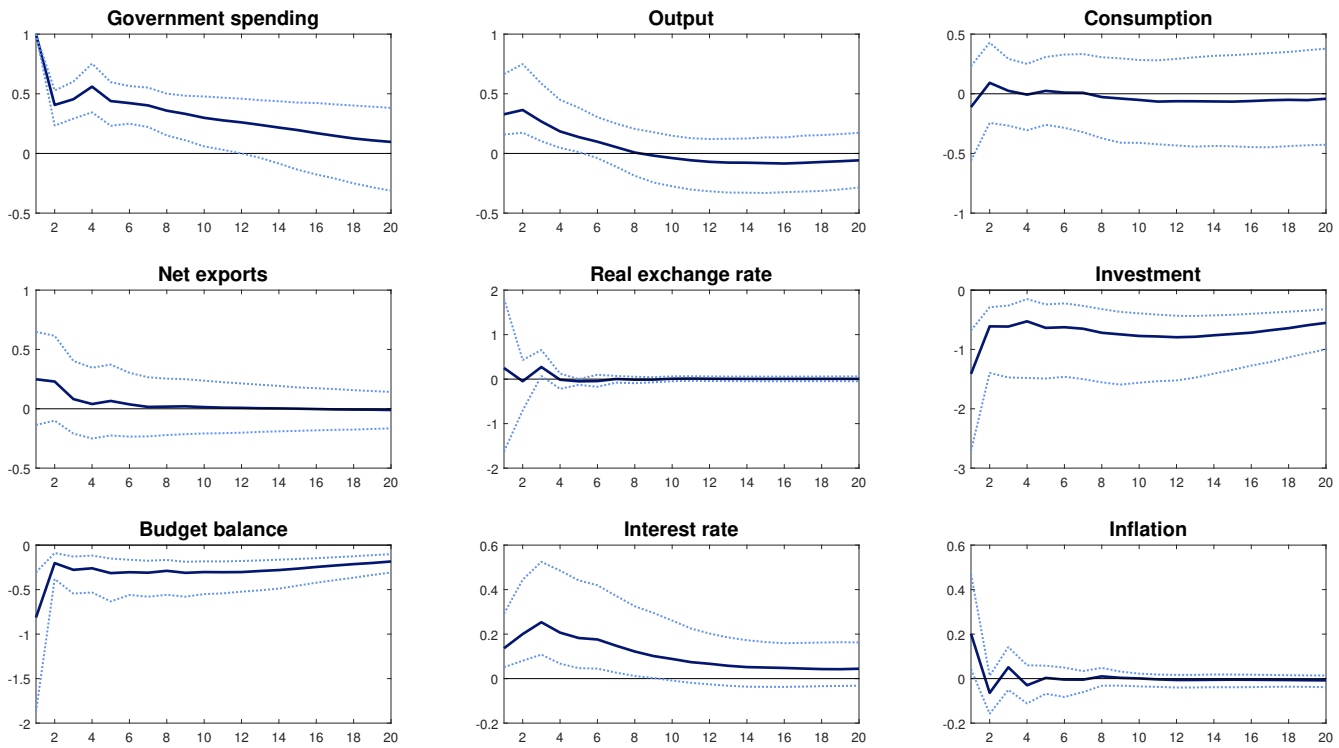 Government spending
Output
Consumption
1
0.5
0
-0.5
2 4 6 8 10 12 14 16 18 20
1
0.5
0
-0.5
2 4 6 8 10 12 14 16 18 20
0.5
0
-0.5
-1
2 4 6 8 10 12 14 16 18 20
Net exports
Real exchange rate
Investment
1
0.5
0
-0.5
2 4 6 8 10 12 14 16 18 20
2
1
0
-1
-2
2 4 6 8 10 12 14 16 18 20
0
-1
-2
-3
2 4 6 8 10 12 14 16 18 20
Budget balance
Interest rate
Inflation
0
-0.5
-1
-1.5
-2
2 4 6 8 10 12 14 16 18 20
0.6
0.4
0.2
0
-0.2
2 4 6 8 10 12 14 16 18 20
0.6
0.4
0.2
0
-0.2
2 4 6 8 10 12 14 16 18 20